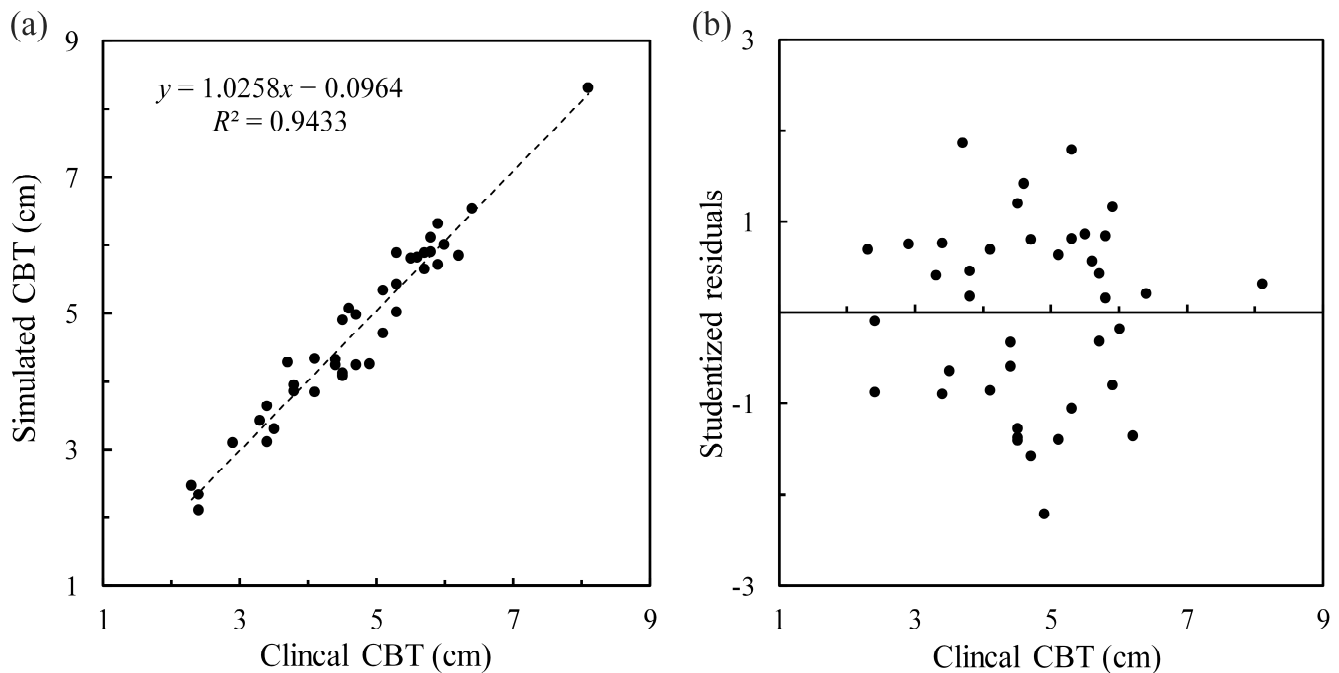 (a)
9
7
5
3
1
Simulated CBT (cm)
y = 1.0258x − 0.0964
R² = 0.9433
1 3 5 7 9
Clincal CBT (cm)
(b)
3
1
-1
-3
Studentized residuals
1 3 5 7 9
Clincal CBT (cm)